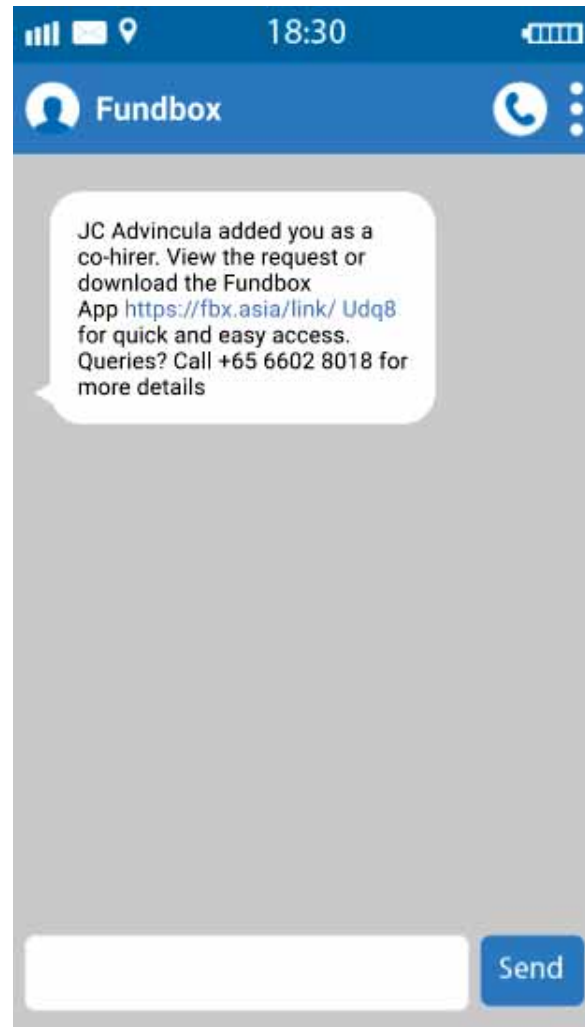 18:30
Fundbox
JC Advincula added you as a
co-hirer. View the request or
download the Fundbox
App https://fbx.asia/link/ Udq8
for quick and easy access.
Queries? Call +65 6602 8018 for
more details
Send